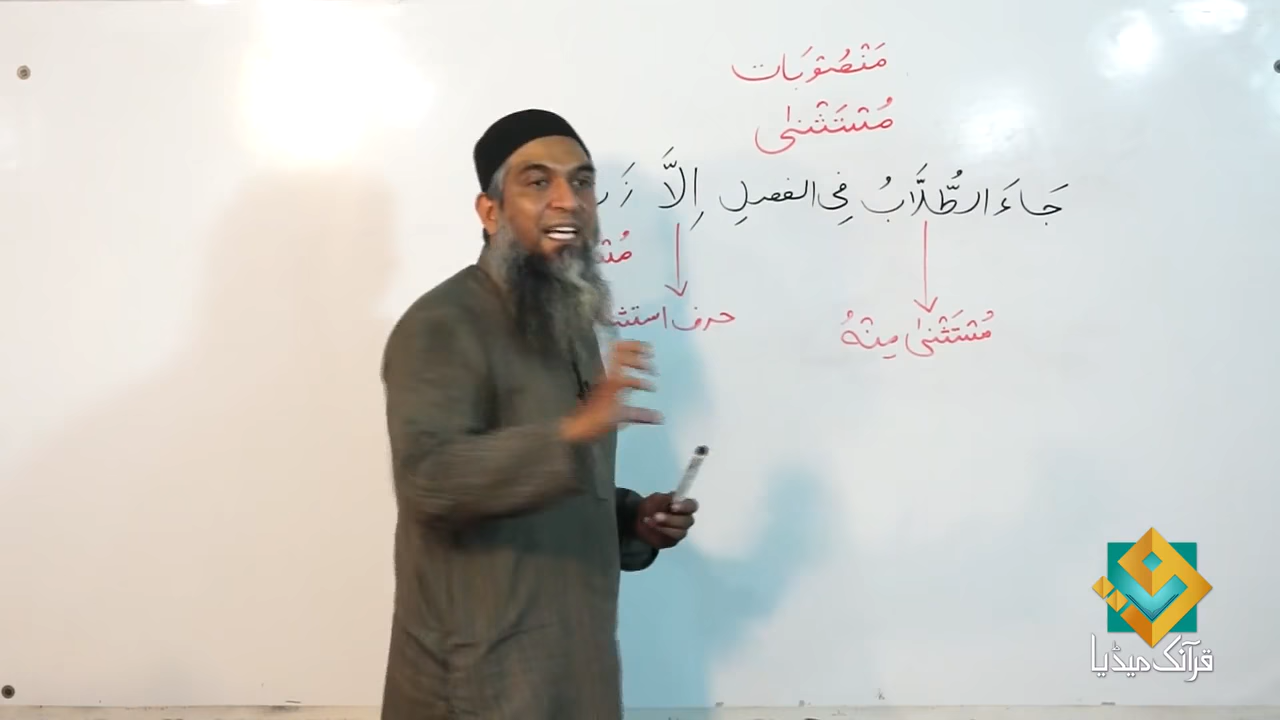 مَنْصُوْبَات
مُسْتَثْنٰى
جَاءَ الطُّلَّابُ فِي الفصلِ إِلَّا
حرف
مُسْتَثْنٰى مِنْهُ
قرآنک میڈیا